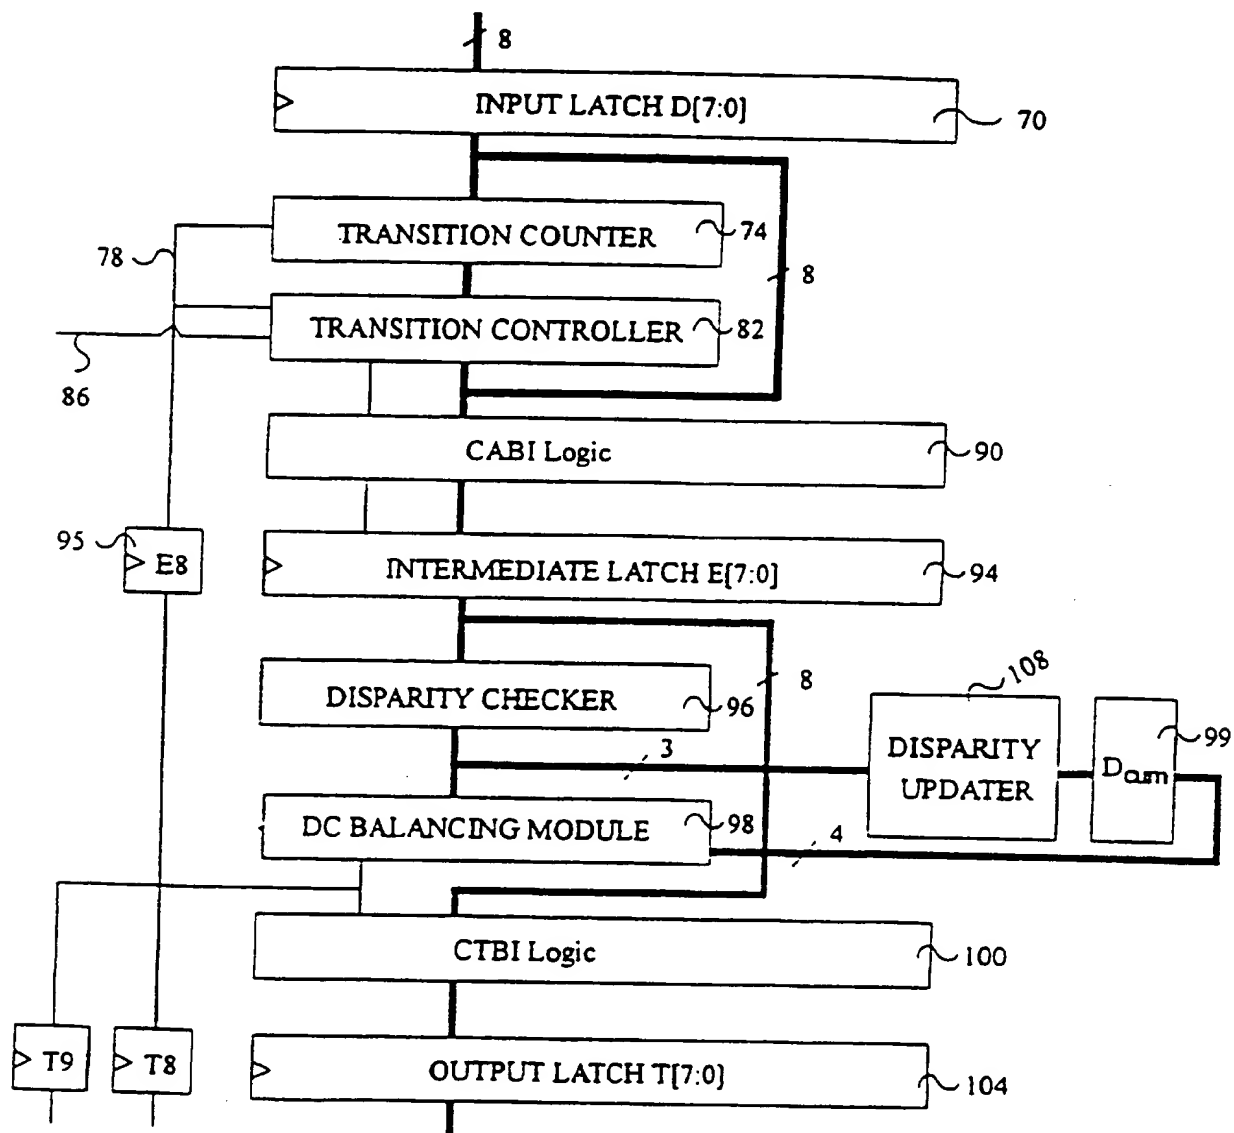 8
INPUT LATCH D[7:0]
70
TRANSITION COUNTER
74
78
8
TRANSITION CONTROLLER
82
86
CABI Logic
90
95
E8
INTERMEDIATE LATCH E[7:0]
94
8
108
DISPARITY CHECKER
96
99
3
DISPARITY
UPDATER
Dcum
DC BALANCING MODULE
98
4
CTBI Logic
100
T9
T8
OUTPUT LATCH T[7:0]
104